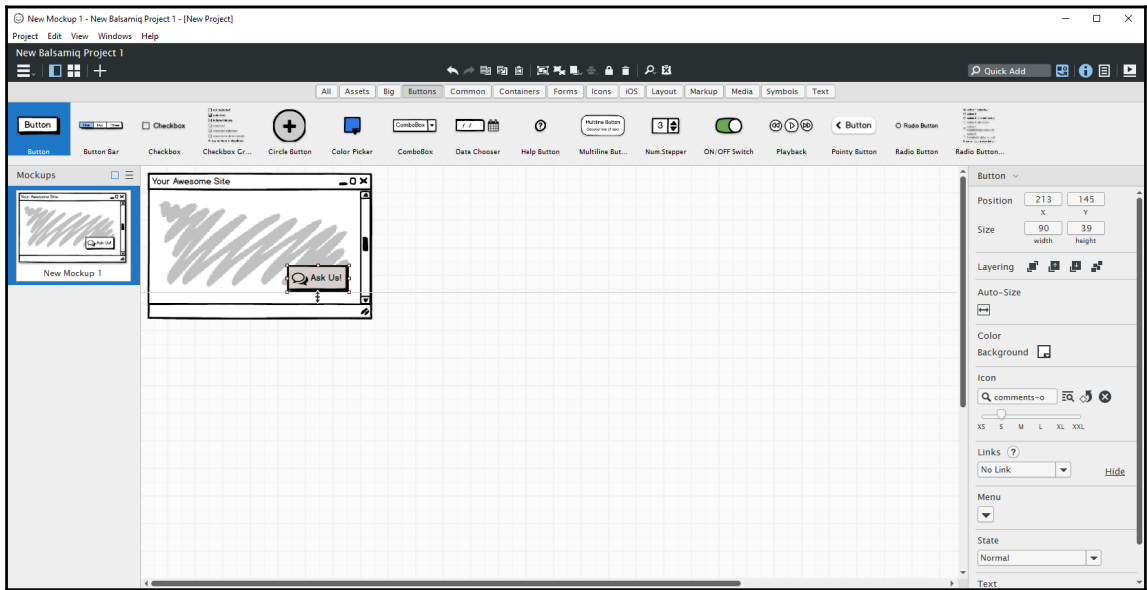 New Mockup 1 - New Balsamiq Project 1 - [New Project]
Project Edit View Windows Help
New Balsamiq Project 1
Quick Add
All Assets Big Buttons Common Containers Forms Icons iOS Layout Markup Media Symbols Text
Button Checkbox ComboBox / / 3 Multiline Button Button Radio Button
Second line of text
Button Button Bar Checkbox Checkbox Gr... Circle Button Color Picker ComboBox Date Chooser Help Button Multiline But... Num.Stepper ON/OFF Switch Playback Pointy Button Radio Button Radio Button...
Mockups
Your Awesome Site
Ask Us!
New Mockup 1
Your Awesome Site
Ask Us!
Button
Position 213 145
X Y
Size 90 39
width height
Layering
Auto-Size
Color
Background
Icon
comments-o
XS S M L XL XXL
Links ?
No Link Hide
Menu
State
Normal
Text